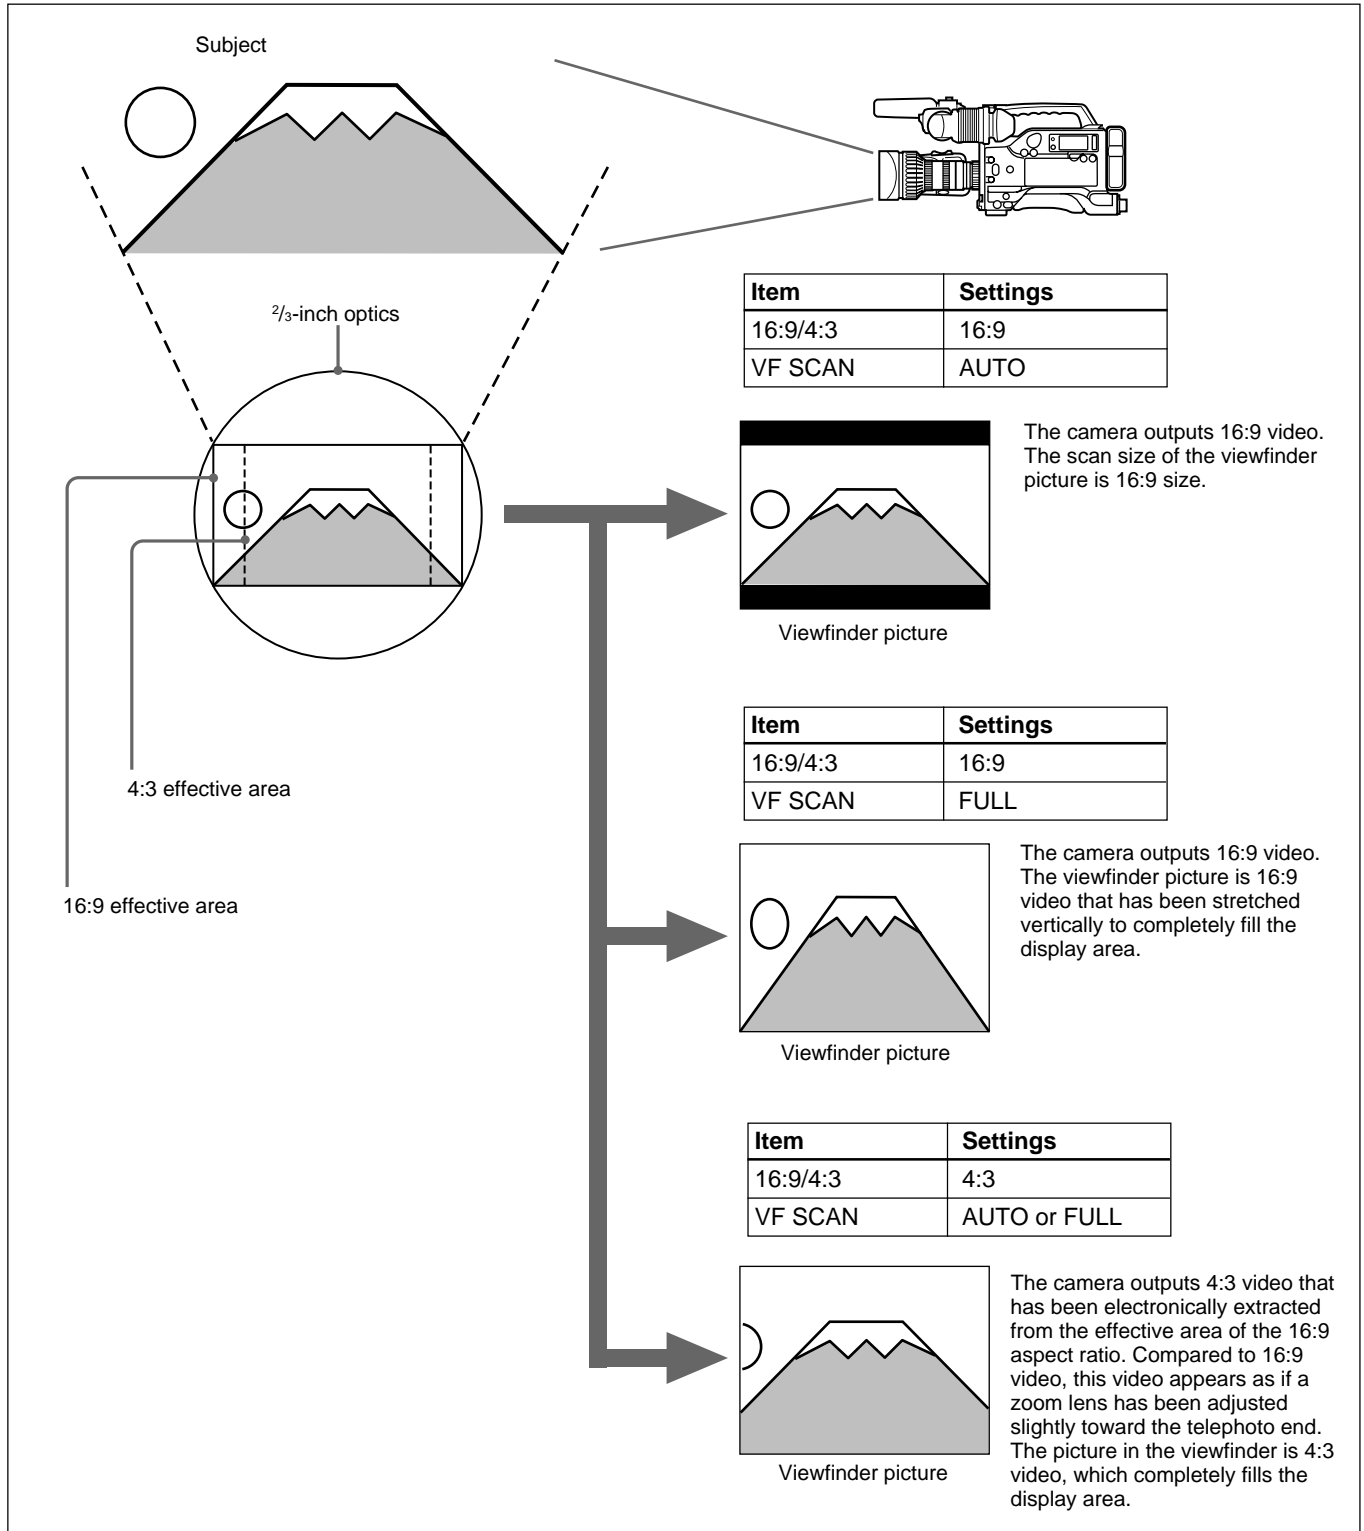 Subject
2/3-inch optics
4:3 effective area
16:9 effective area
Item Settings
16:9/4:3 16:9
VF SCAN AUTO
The camera outputs 16:9 video.
The scan size of the viewfinder
picture is 16:9 size.
Viewfinder picture
Item Settings
16:9/4:3 16:9
VF SCAN FULL
The camera outputs 16:9 video.
The viewfinder picture is 16:9
video that has been stretched
vertically to completely fill the
display area.
Viewfinder picture
Item Settings
16:9/4:3 4:3
VF SCAN AUTO or FULL
The camera outputs 4:3 video that
has been electronically extracted
from the effective area of the 16:9
aspect ratio. Compared to 16:9
video, this video appears as if a
zoom lens has been adjusted
slightly toward the telephoto end.
The picture in the viewfinder is 4:3
video, which completely fills the
display area.
Viewfinder picture